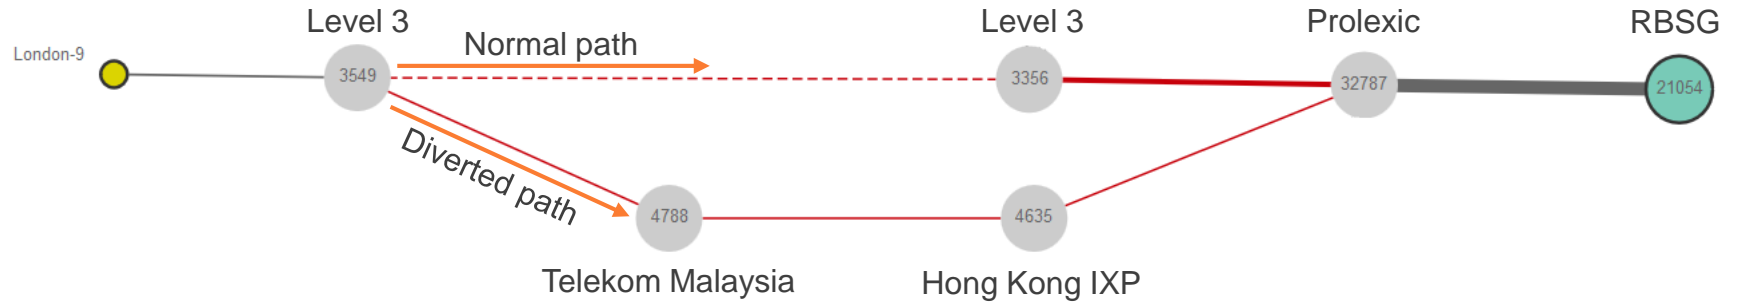 Level 3
Level 3
Prolexic
RBSG
London-9
Normal path
3549
3356
32787
21054
Diverted path
4788
4635
Telekom Malaysia
Hong Kong IXP